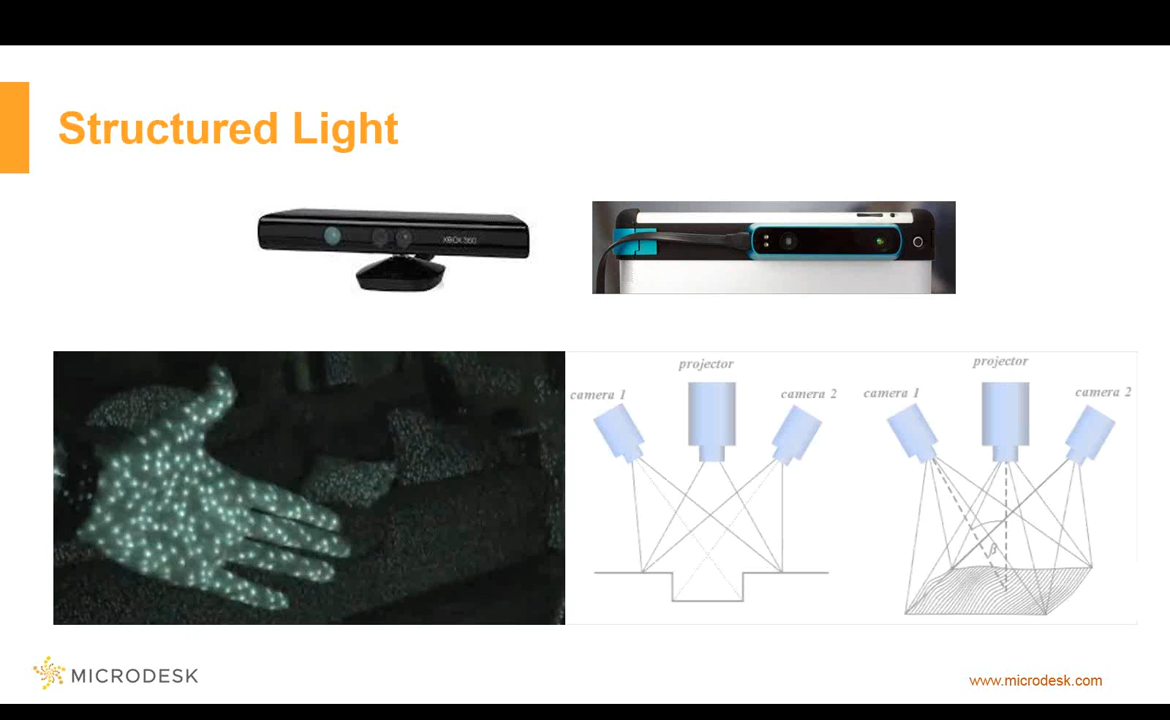 Structured Light
XBOX 360
projector
camera 1
camera 2
projector
camera 1
camera 2
β
MICRODESK
www.microdesk.com